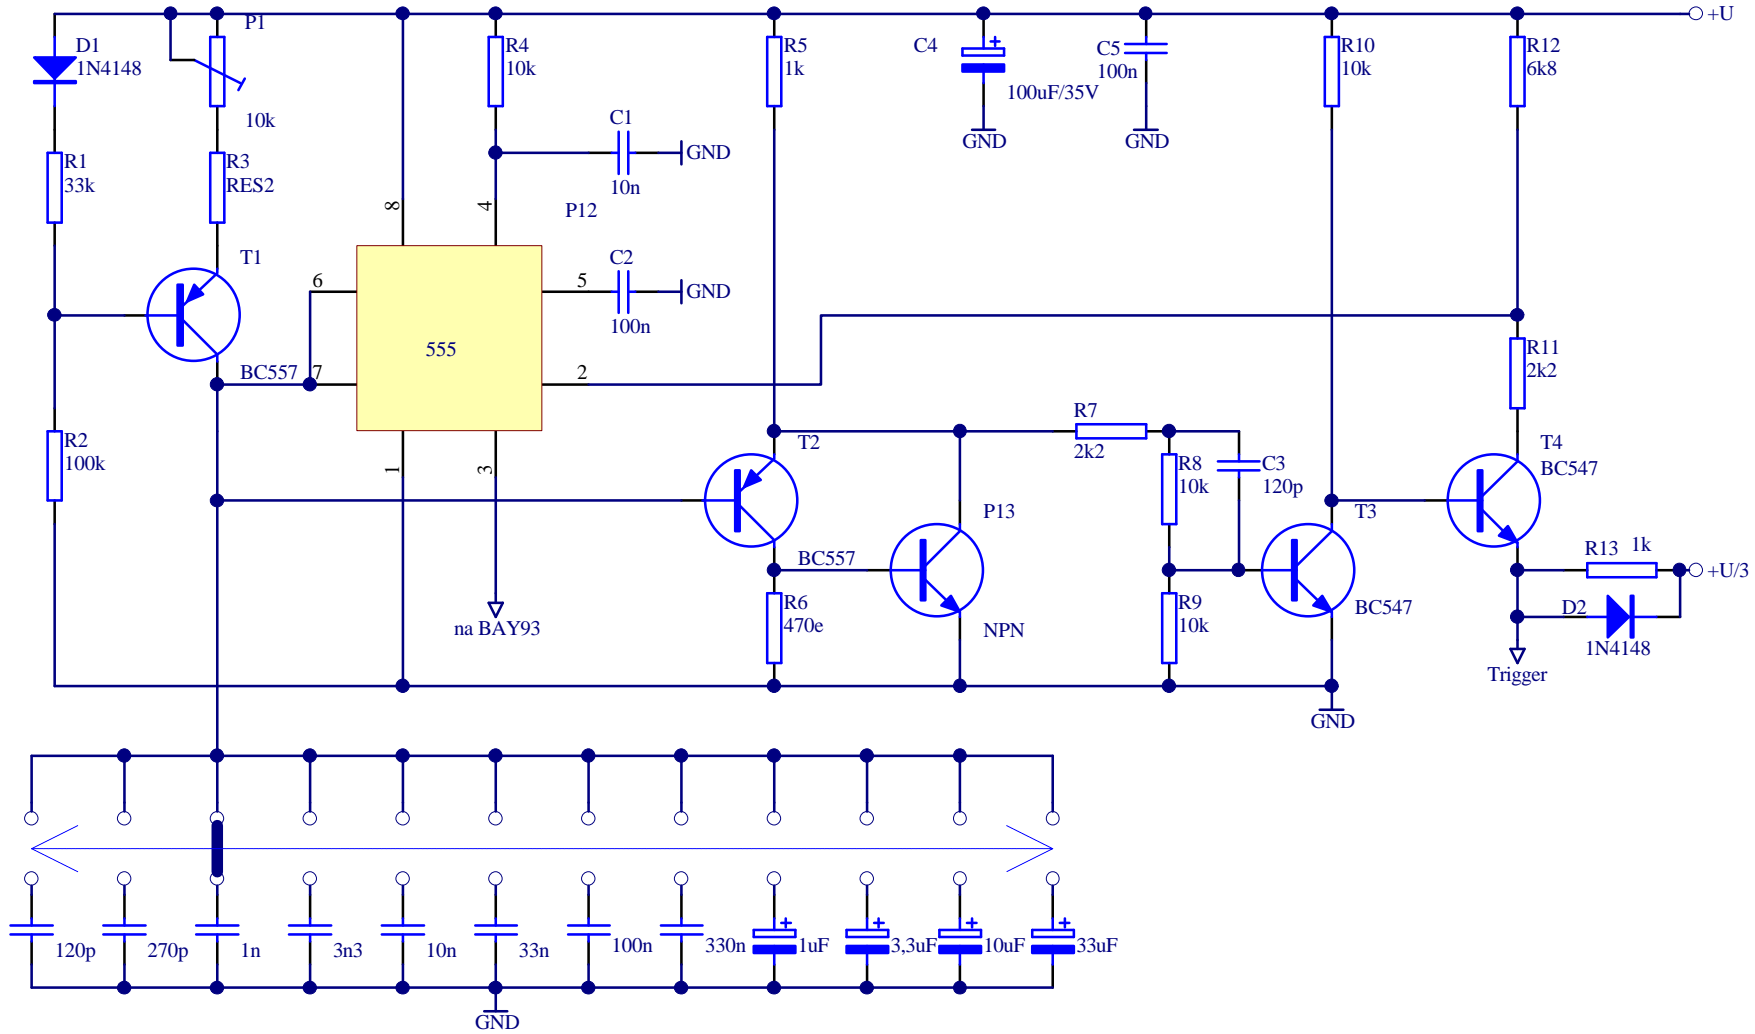 P1
+U
D1
1N4148
R4
10k
R5
1k
C4
100uF/35V
C5
100n
R10
10k
R12
6k8
10k
C1
10n
GND
GND
GND
R1
33k
R3
RES2
8
4
P12
T1
6
5
C2
100n
GND
555
BC557
7
2
R11
2k2
R2
100k
1
3
T2
R7
2k2
R8
10k
C3
120p
T4
BC547
P13
T3
BC557
R13
1k
+U/3
R6
470e
NPN
R9
10k
BC547
D2
1N4148
na BAY93
Trigger
GND
120p
270p
1n
3n3
10n
33n
100n
330n
1uF
3,3uF
10uF
33uF
+
+
+
+
+
GND